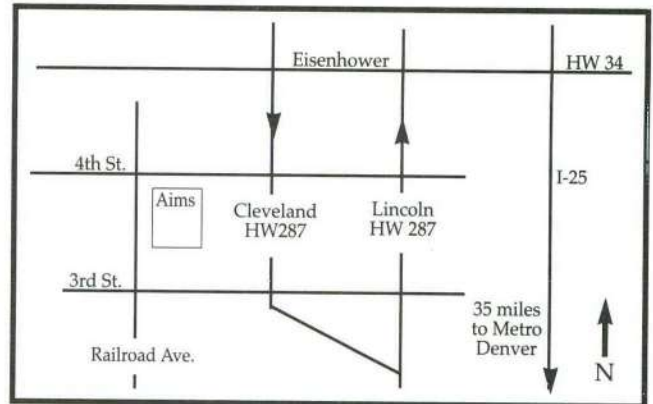 Eisenhower
HW 34
4th St.
I-25
Aims
Cleveland
HW287
Lincoln
HW 287
3rd St.
35 miles
to Metro
Denver
Railroad Ave.
N